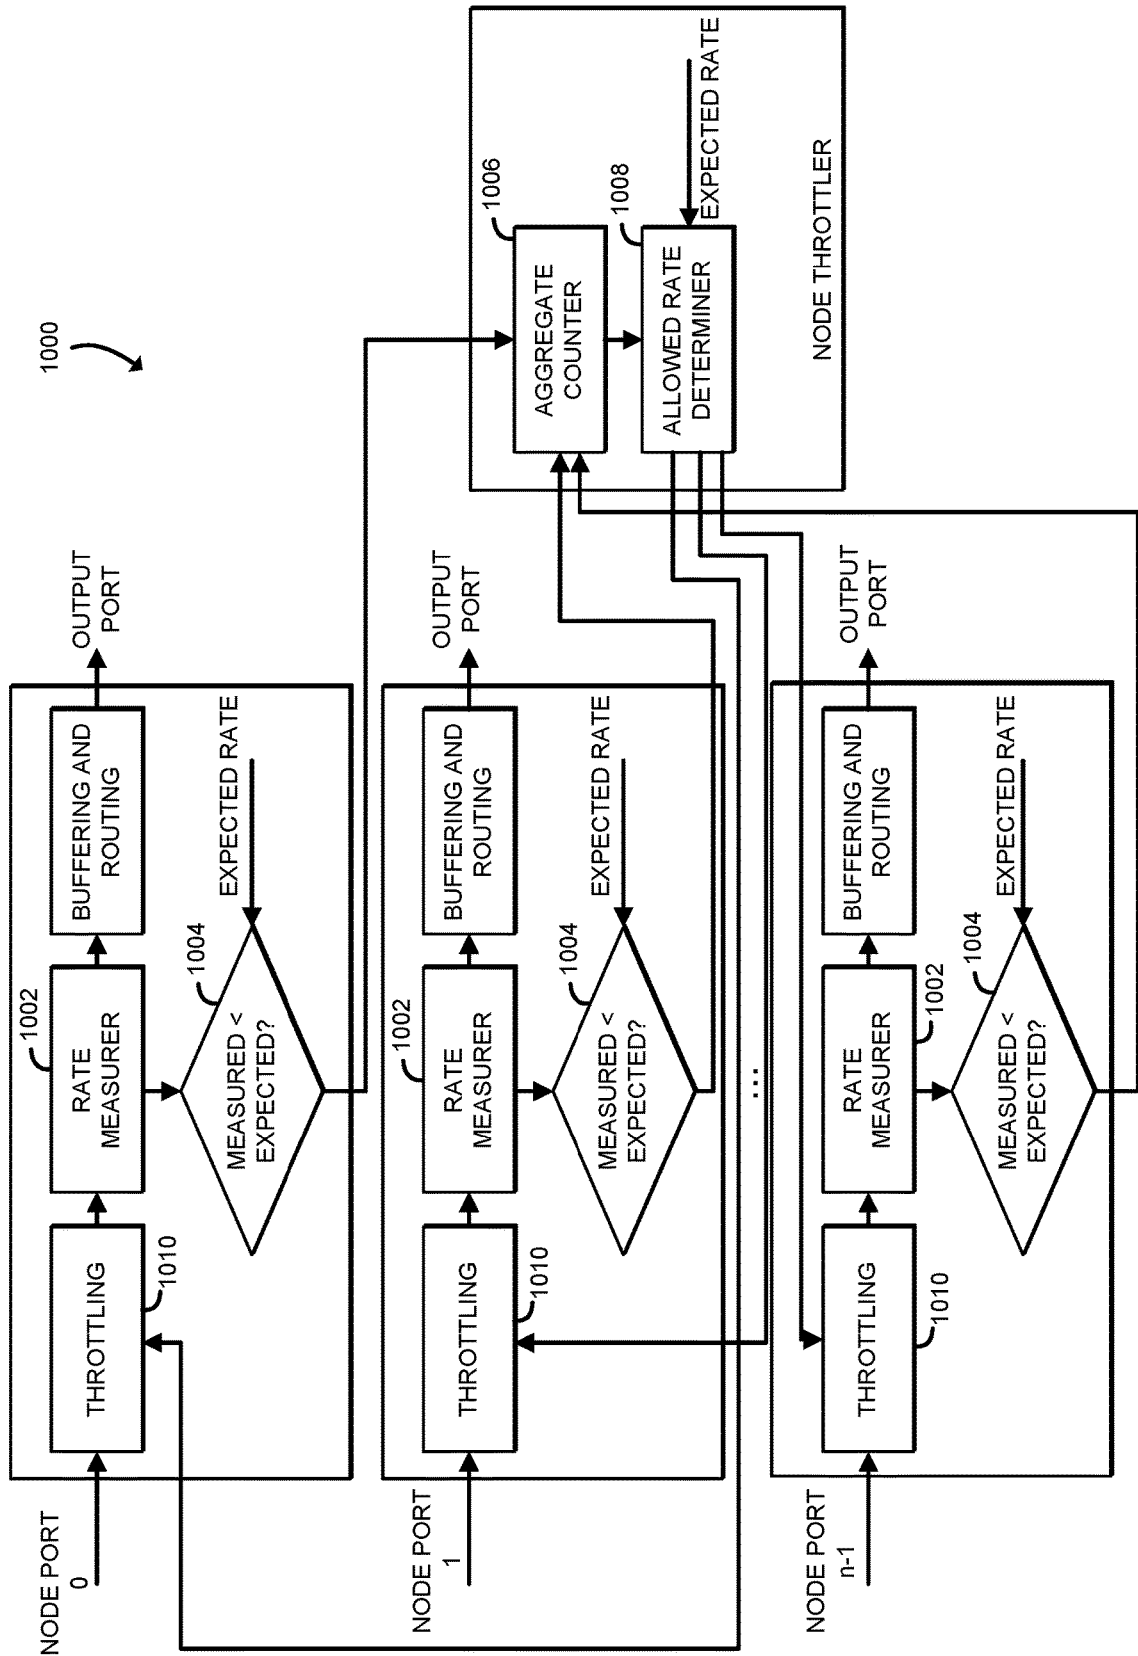 1000
NODE PORT
0
THROTTLING
1010
RATE
MEASURER
1002
BUFFERING AND
ROUTING
OUTPUT
PORT
MEASURED <
EXPECTED?
1004
EXPECTED RATE
NODE PORT
1
THROTTLING
1010
RATE
MEASURER
1002
BUFFERING AND
ROUTING
OUTPUT
PORT
MEASURED <
EXPECTED?
1004
EXPECTED RATE
...
NODE PORT
n-1
THROTTLING
1010
RATE
MEASURER
1002
BUFFERING AND
ROUTING
OUTPUT
PORT
MEASURED <
EXPECTED?
1004
EXPECTED RATE
AGGREGATE
COUNTER
1006
ALLOWED RATE
DETERMINER
1008
EXPECTED RATE
NODE THROTTLER